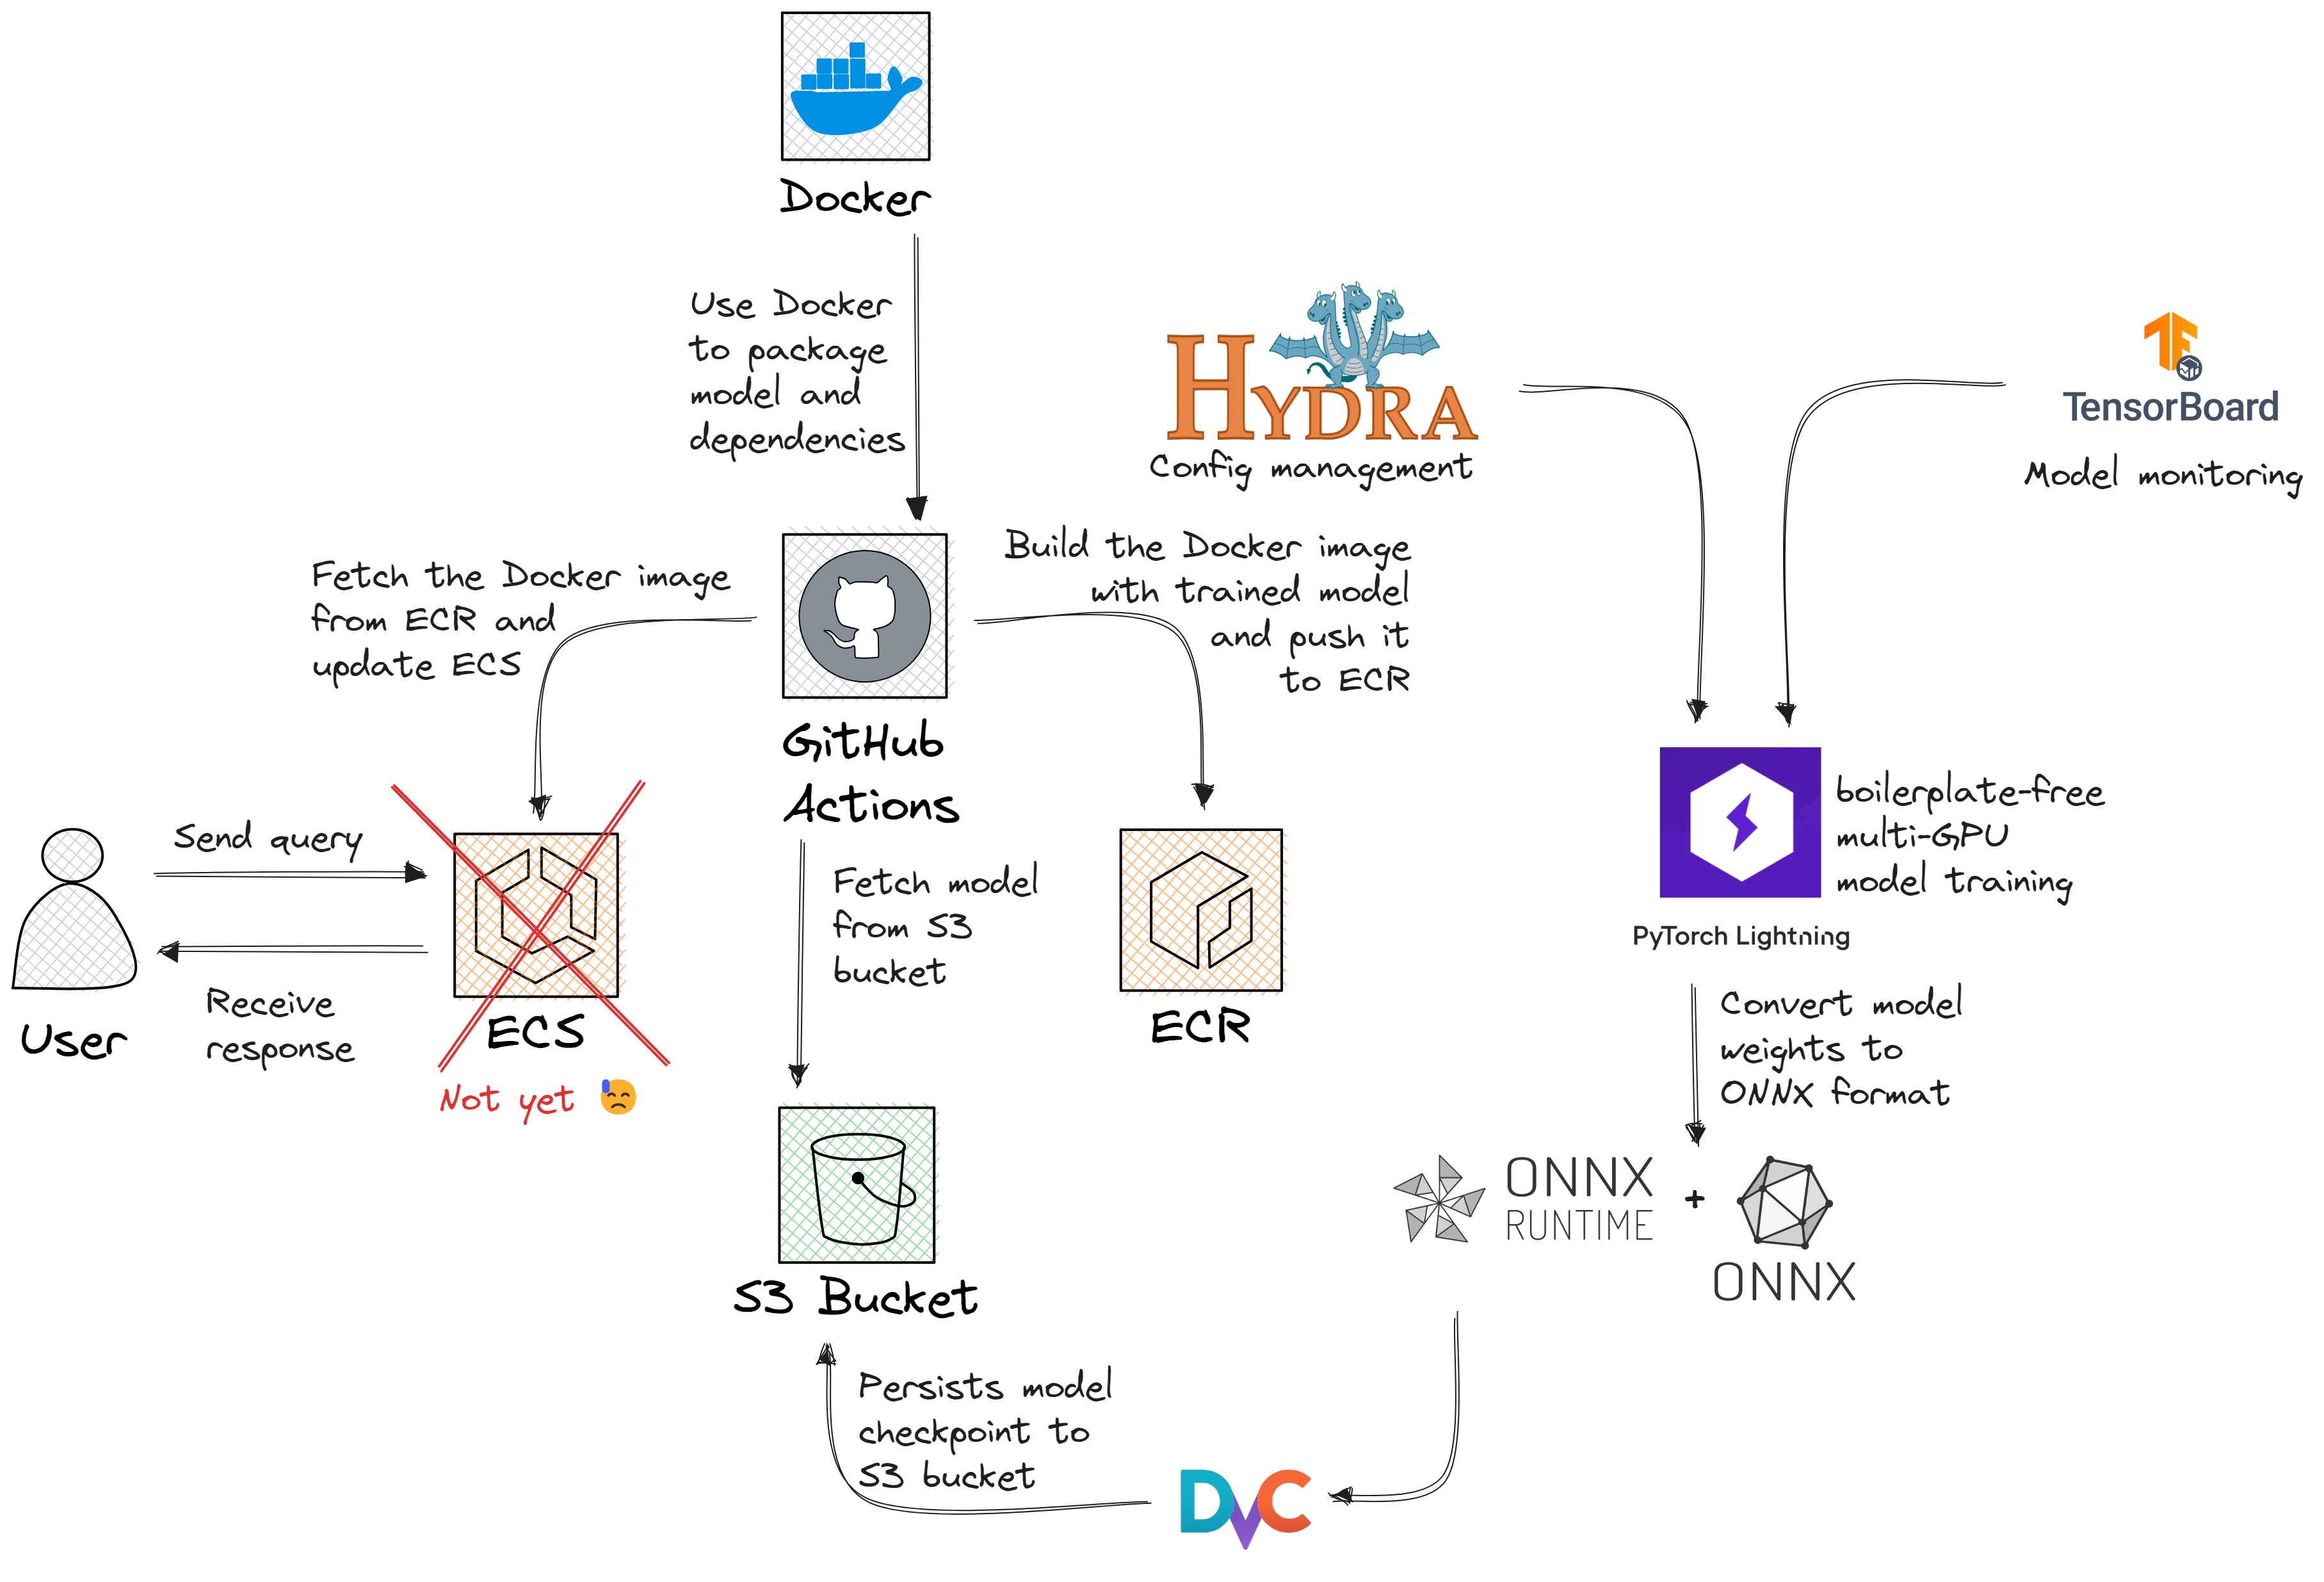 Docker
Use Docker
to package
model and
dependencies
HYDRA
Config management
TensorBoard
Model monitoring
Fetch the Docker image
from ECR and
update ECS
Build the Docker image
with trained model
and push it
to ECR
GitHub
Actions
boilerplate-free
multi-GPU
model training
PyTorch Lightning
Send query
Receive
response
User
ECS
Not yet 😓
Fetch model
from S3
bucket
ECR
Convert model
weights to
ONNX format
ONNX
RUNTIME
+
ONNX
S3 Bucket
Persists model
checkpoint to
S3 bucket
DVC